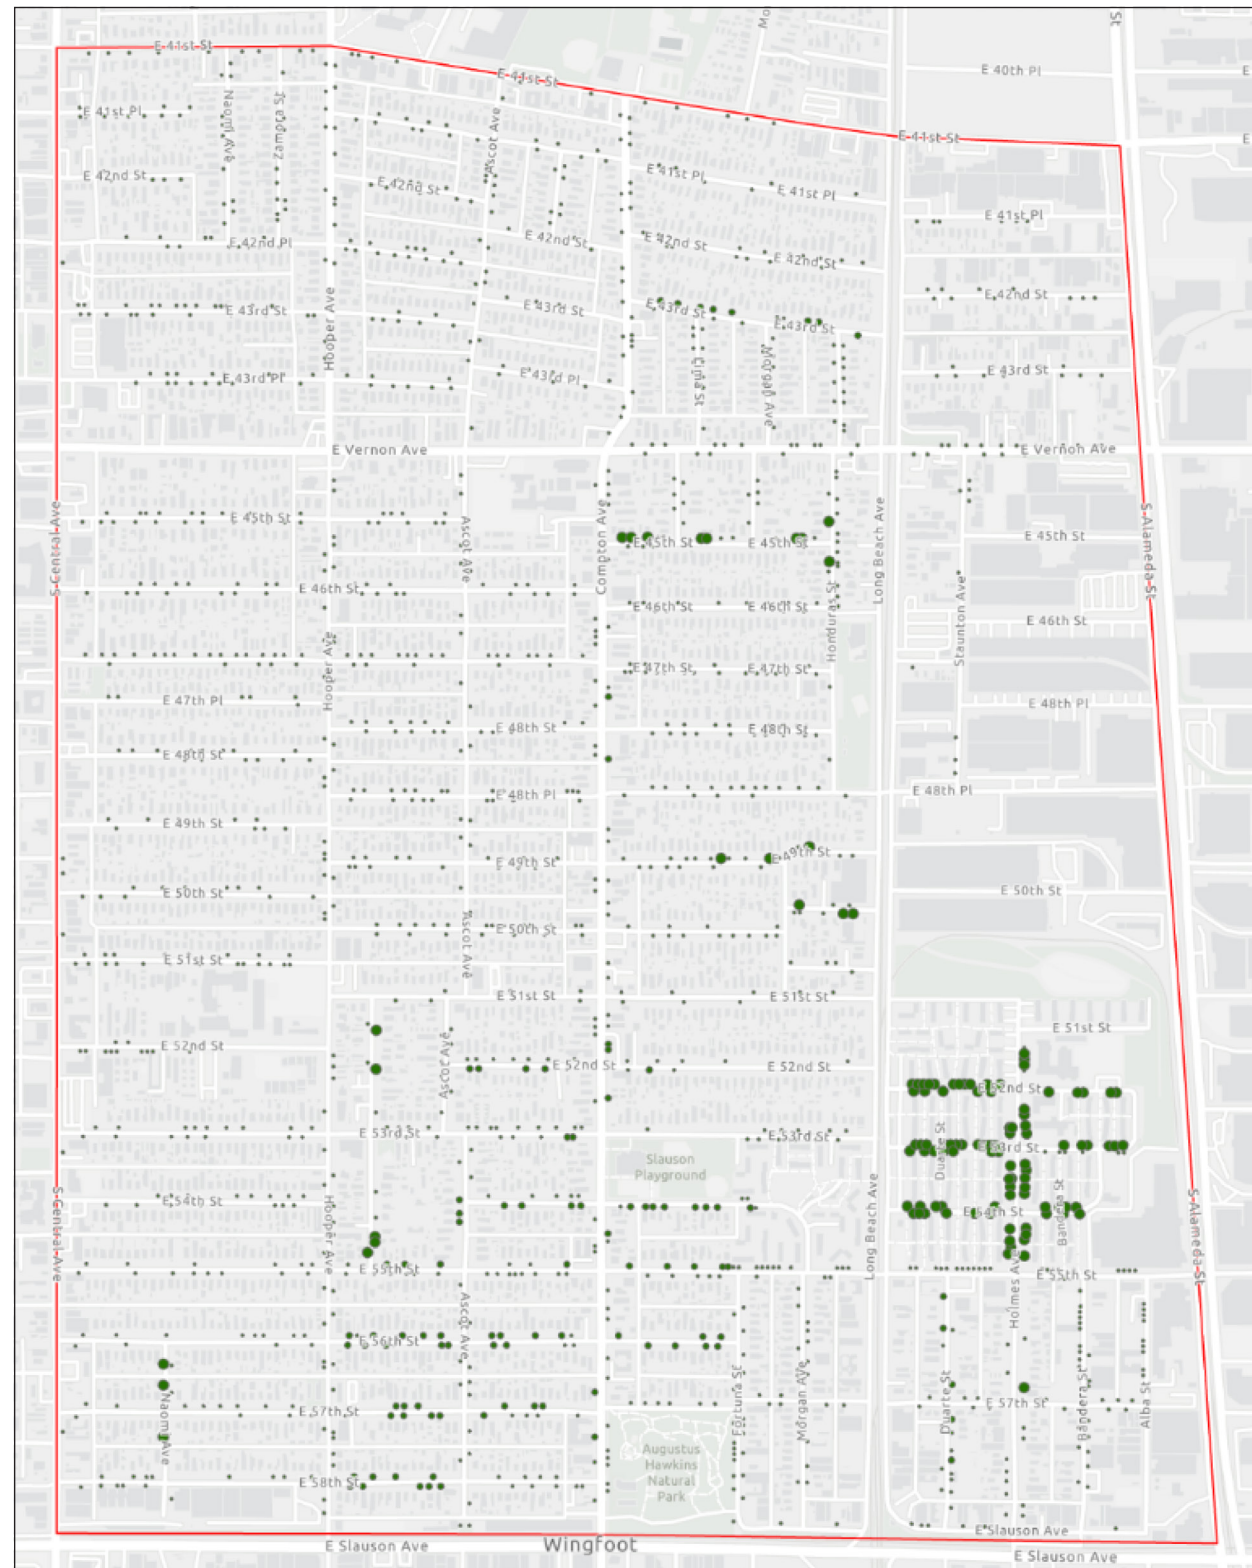 St
Mo
E 41st St
E 40th Pl
E
E 41st St
Naomi Ave
Zamora St
E 41st Pl
Ascot Ave
E 41st St
E
E 42nd St
E 42nd St
E 41st Pl
E 41st Pl
E 41st Pl
E 42nd Pl
E 42nd St
E 42nd St
E 42nd St
E 42nd St
E 43rd St
Hooper Ave
E 43rd St
E 43rd St
E 43rd St
E 43rd Pl
E 43rd Pl
Lima St
Morgan Ave
E 43rd St
E Vernon Ave
E Vernon Ave
S Central Ave
E 45th St
Ascot Ave
Compton Ave
E 45th St
E 45th St
Long Beach Ave
E 45th St
S Alameda St
E 46th St
E 46th St
E 46th St
Honduras St
Staunton Ave
E 46th St
Hooper Ave
E 47th St
E 47th St
E 47th Pl
E 48th Pl
E 48th St
E 48th St
E 48th St
E 48th Pl
E 48th Pl
E 49th St
E 49th St
E 49th St
E 50th St
E 50th St
Ascot Ave
E 50th St
E 51st St
E 51st St
E 51st St
E 51st St
E 52nd St
Ascot Ave
E 52nd St
E 52nd St
E 52nd St
E 53rd St
E 53rd St
Duarte St
E 53rd St
Slauson
Playground
S Central Ave
E 54th St
Hooper Ave
Long Beach Ave
E 54th St
Bandera St
S Alameda St
E 55th St
Holmes Ave
E 55th St
Ascot Ave
E 56th St
Naomi Ave
E 57th St
Fortuna St
Morgan Ave
Duarte St
E 57th St
Bandera St
Alba St
Augustus
Hawkins
Natural
Park
E 58th St
E Slauson Ave
E Slauson Ave
Wingfoot
E Slauson Ave